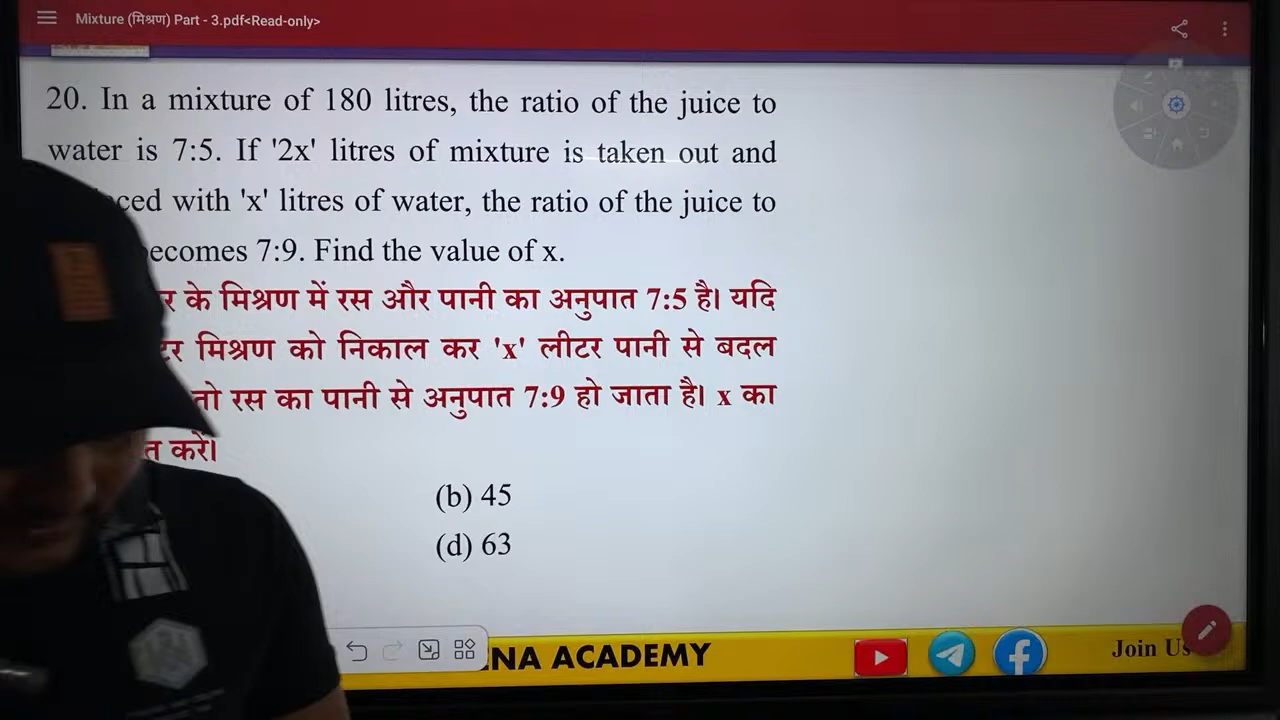 Mixture (मिश्रण) Part - 3.pdf<Read-only>
20. In a mixture of 180 litres, the ratio of the juice to
water is 7:5. If '2x' litres of mixture is taken out and
with 'x' litres of water, the ratio of the juice to
7:9. Find the value of x.
के मिश्रण में रस और पानी का अनुपात 7:5 है। यदि
मिश्रण को निकाल कर 'x' लीटर पानी से बदल
तो रस का पानी से अनुपात 7:9 हो जाता है। x का
करें।
(b) 45
(d) 63
ACADEMY
Join Us